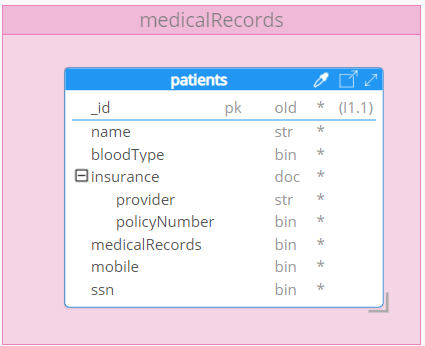 medicalRecords
patients
_id pk oId * (I1.1)
name str *
bloodType bin *
insurance doc *
provider str *
policyNumber bin *
medicalRecords bin *
mobile bin *
ssn bin *